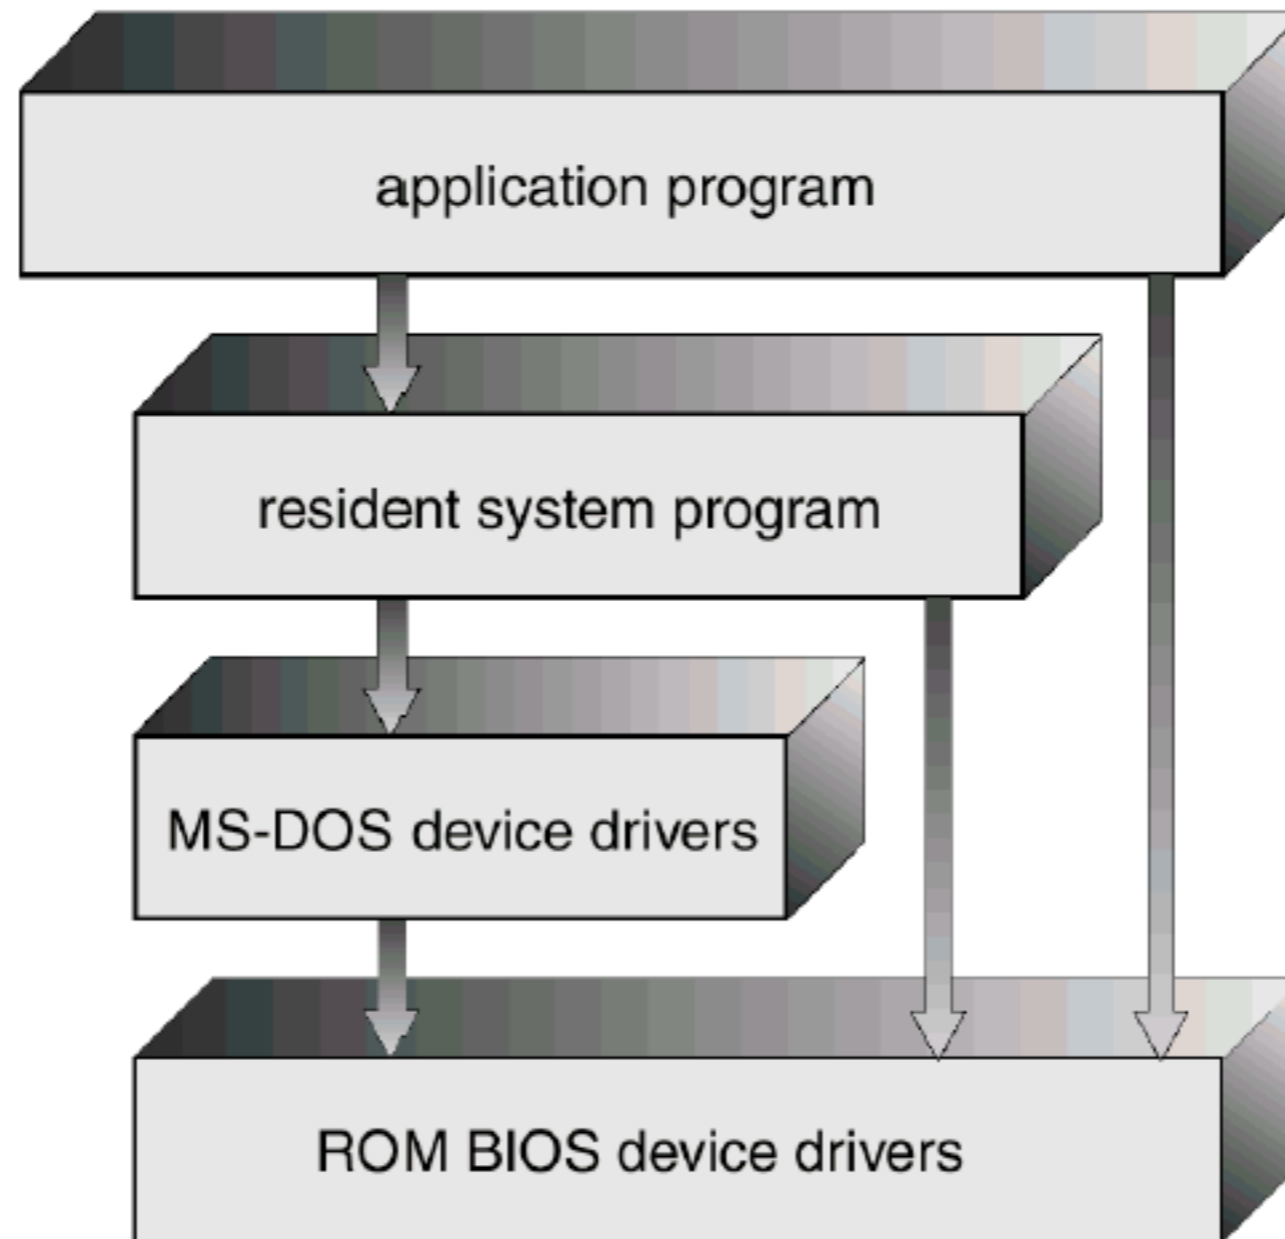 application program
resident system program
MS-DOS device drivers
ROM BIOS device drivers